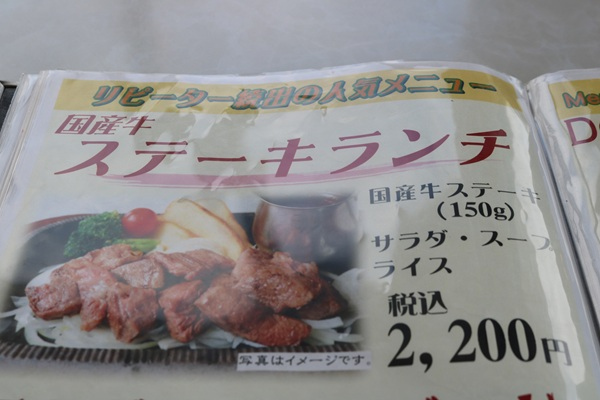 リピーター続出の人気メニュー
国産牛
ステーキランチ
国産牛ステーキ
(150g)
サラダ・スープ
ライス
税込
2,200円
写真はイメージです。